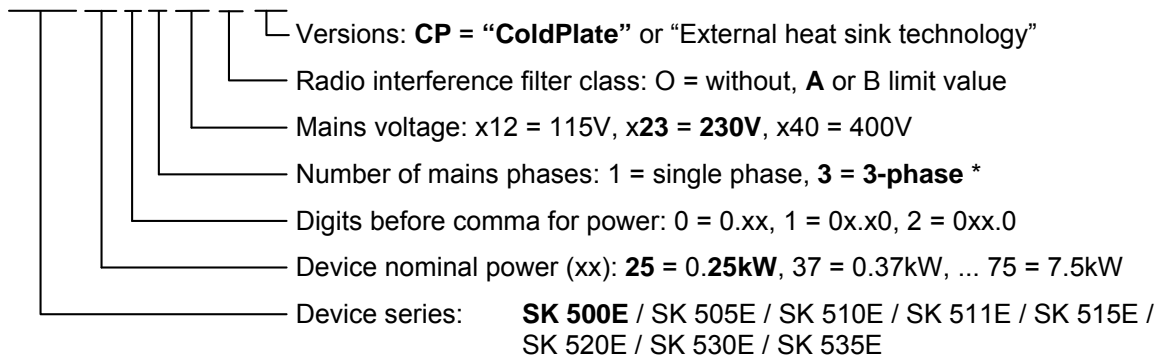 Versions: CP = “ColdPlate” or “External heat sink technology”
Radio interference filter class: O = without, A or B limit value
Mains voltage: x12 = 115V, x23 = 230V, x40 = 400V
Number of mains phases: 1 = single phase, 3 = 3-phase *
Digits before comma for power: 0 = 0.xx, 1 = 0x.x0, 2 = 0xx.0
Device nominal power (xx): 25 = 0.25kW, 37 = 0.37kW, ... 75 = 7.5kW
Device series: SK 500E / SK 505E / SK 510E / SK 511E / SK 515E /
SK 520E / SK 530E / SK 535E